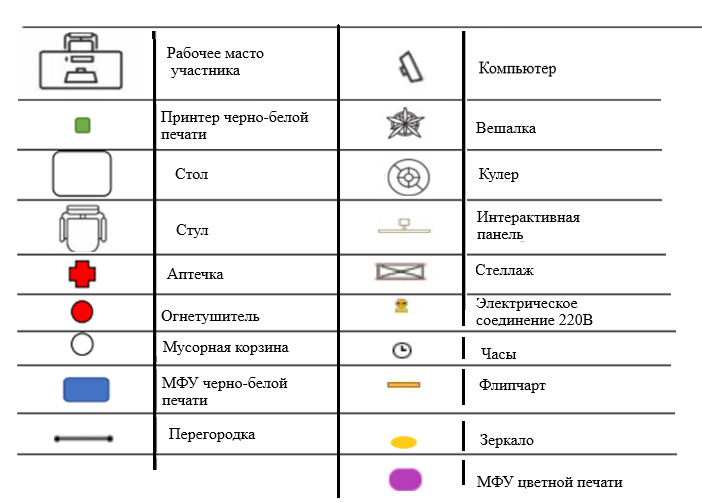 Рабочее масто
участника
Компьютер
Принтер черно-белой
печати
Вешалка
Стол
Кулер
Стул
Интерактивная
панель
Аптечка
Стеллаж
Огнетушитель
Электрическое
соединение 220В
Мусорная корзина
Часы
МФУ черно-белой
печати
Флипчарт
Перегородка
Зеркало
МФУ цветной печати